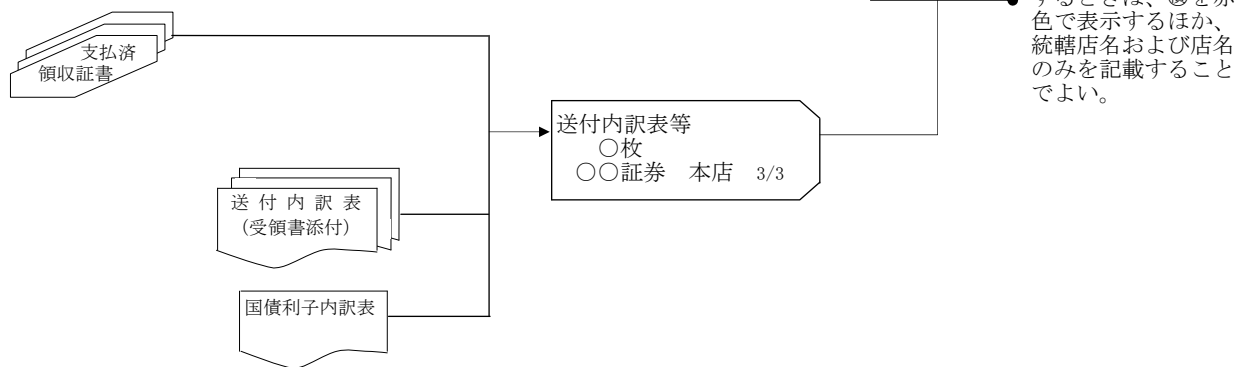 色で表示するほか、
統轄店名および店名
のみを記載すること
でよい。
支払済
領収証書
送付内訳表等
○枚
○○証券　本店　3/3
送 付 内 訳 表
(受領書添付)
国債利子内訳表